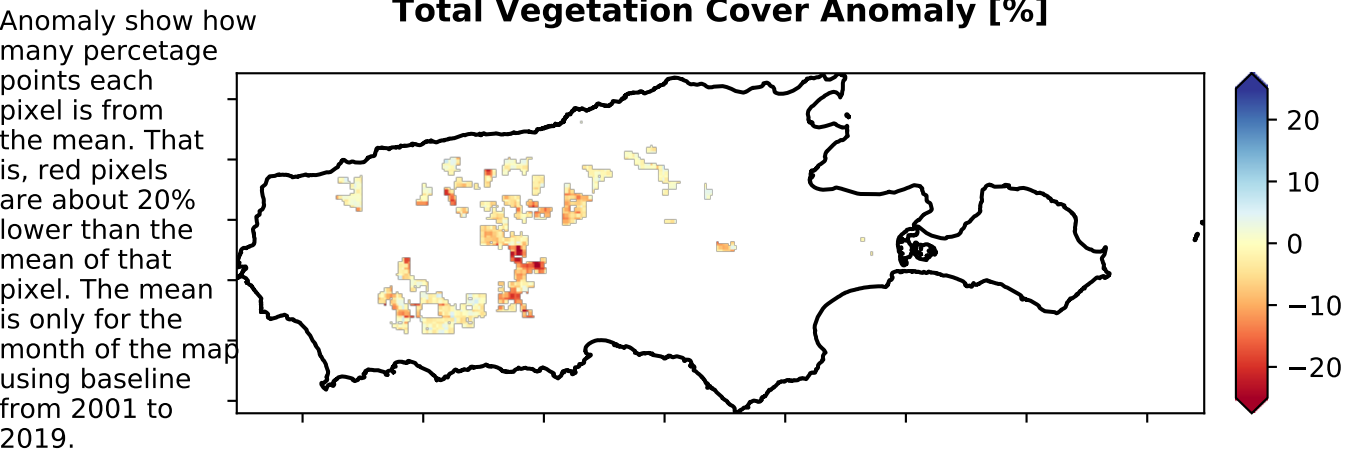 Total Vegetation Cover Anomaly [%]
Anomaly show how
many percetage
points each
pixel is from
the mean. That
is, red pixels
are about 20%
lower than the
mean of that
pixel. The mean
is only for the
month of the map
using baseline
from 2001 to
2019.
20
10
0
−10
−20